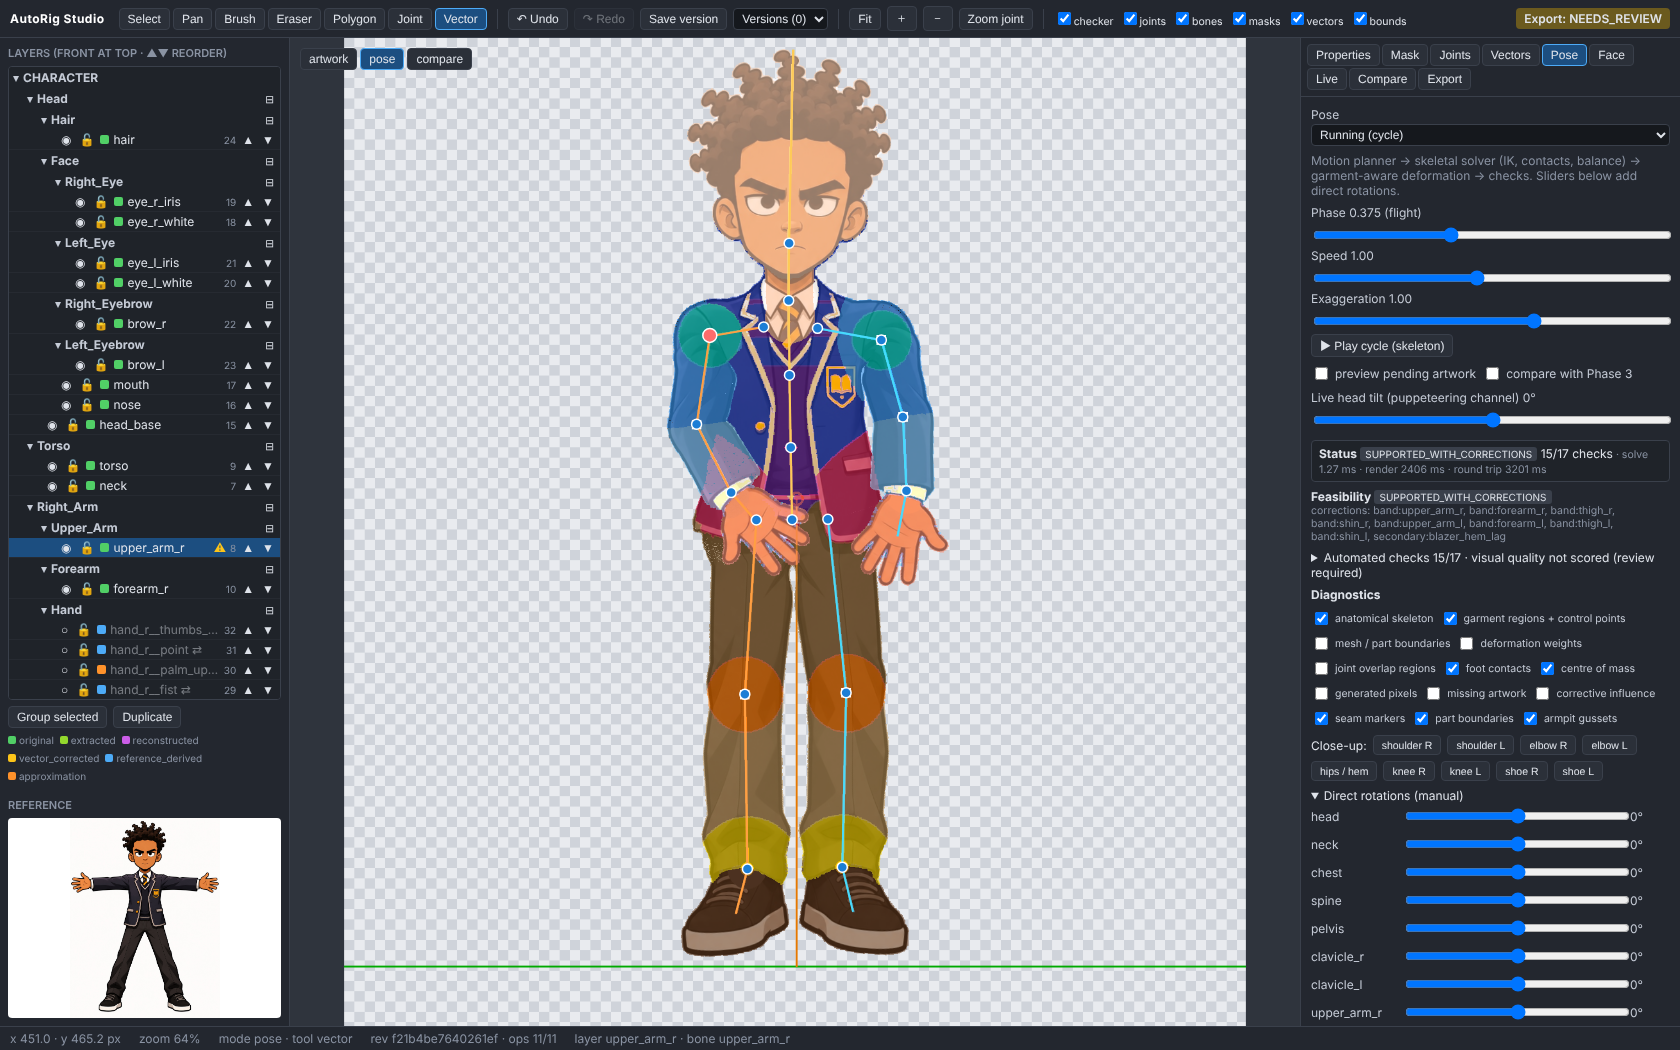 AutoRig Studio Select Pan Brush Eraser Polygon Joint Vector ↶ Undo ↷ Redo Save version Versions (0) Fit + − Zoom joint checker joints bones masks vectors bounds Export: NEEDS_REVIEW
LAYERS (FRONT AT TOP · ▲▼ REORDER)
▾ CHARACTER
▾ Head
▾ Hair
hair 24 ▲ ▼
▾ Face
▾ Right_Eye
eye_r_iris 19 ▲ ▼
eye_r_white 18 ▲ ▼
▾ Left_Eye
eye_l_iris 21 ▲ ▼
eye_l_white 20 ▲ ▼
▾ Right_Eyebrow
brow_r 22 ▲ ▼
▾ Left_Eyebrow
brow_l 23 ▲ ▼
mouth 17 ▲ ▼
nose 16 ▲ ▼
head_base 15 ▲ ▼
▾ Torso
torso 9 ▲ ▼
neck 7 ▲ ▼
▾ Right_Arm
▾ Upper_Arm
upper_arm_r 8 ▲ ▼
▾ Forearm
forearm_r 10 ▲ ▼
▾ Hand
hand_r__thumbs_... 32 ▲ ▼
hand_r__point ⇄ 31 ▲ ▼
hand_r__palm_up... 30 ▲ ▼
hand_r__fist ⇄ 29 ▲ ▼
Group selected Duplicate
original extracted reconstructed
vector_corrected reference_derived
approximation
REFERENCE
artwork pose compare
Properties Mask Joints Vectors Pose Face
Live Compare Export
Pose
Running (cycle)
Motion planner → skeletal solver (IK, contacts, balance) →
garment-aware deformation → checks. Sliders below add
direct rotations.
Phase 0.375 (flight)
Speed 1.00
Exaggeration 1.00
▶ Play cycle (skeleton)
preview pending artwork compare with Phase 3
Live head tilt (puppeteering channel) 0°
Status SUPPORTED_WITH_CORRECTIONS 15/17 checks · solve
1.27 ms · render 2406 ms · round trip 3201 ms
Feasibility SUPPORTED_WITH_CORRECTIONS
corrections: band:upper_arm_r, band:forearm_r, band:thigh_r,
band:shin_r, band:upper_arm_l, band:forearm_l, band:thigh_l,
band:shin_l, secondary:blazer_hem_lag
▶ Automated checks 15/17 · visual quality not scored (review
required)
Diagnostics
anatomical skeleton garment regions + control points
mesh / part boundaries deformation weights
joint overlap regions foot contacts centre of mass
generated pixels missing artwork corrective influence
seam markers part boundaries armpit gussets
Close-up: shoulder R shoulder L elbow R elbow L
hips / hem knee R knee L shoe R shoe L
▼ Direct rotations (manual)
head 0°
neck 0°
chest 0°
spine 0°
pelvis 0°
clavicle_r 0°
clavicle_l 0°
upper_arm_r 0°
x 451.0 · y 465.2 px zoom 64% mode pose · tool vector rev f21b4be7640261ef · ops 11/11 layer upper_arm_r · bone upper_arm_r